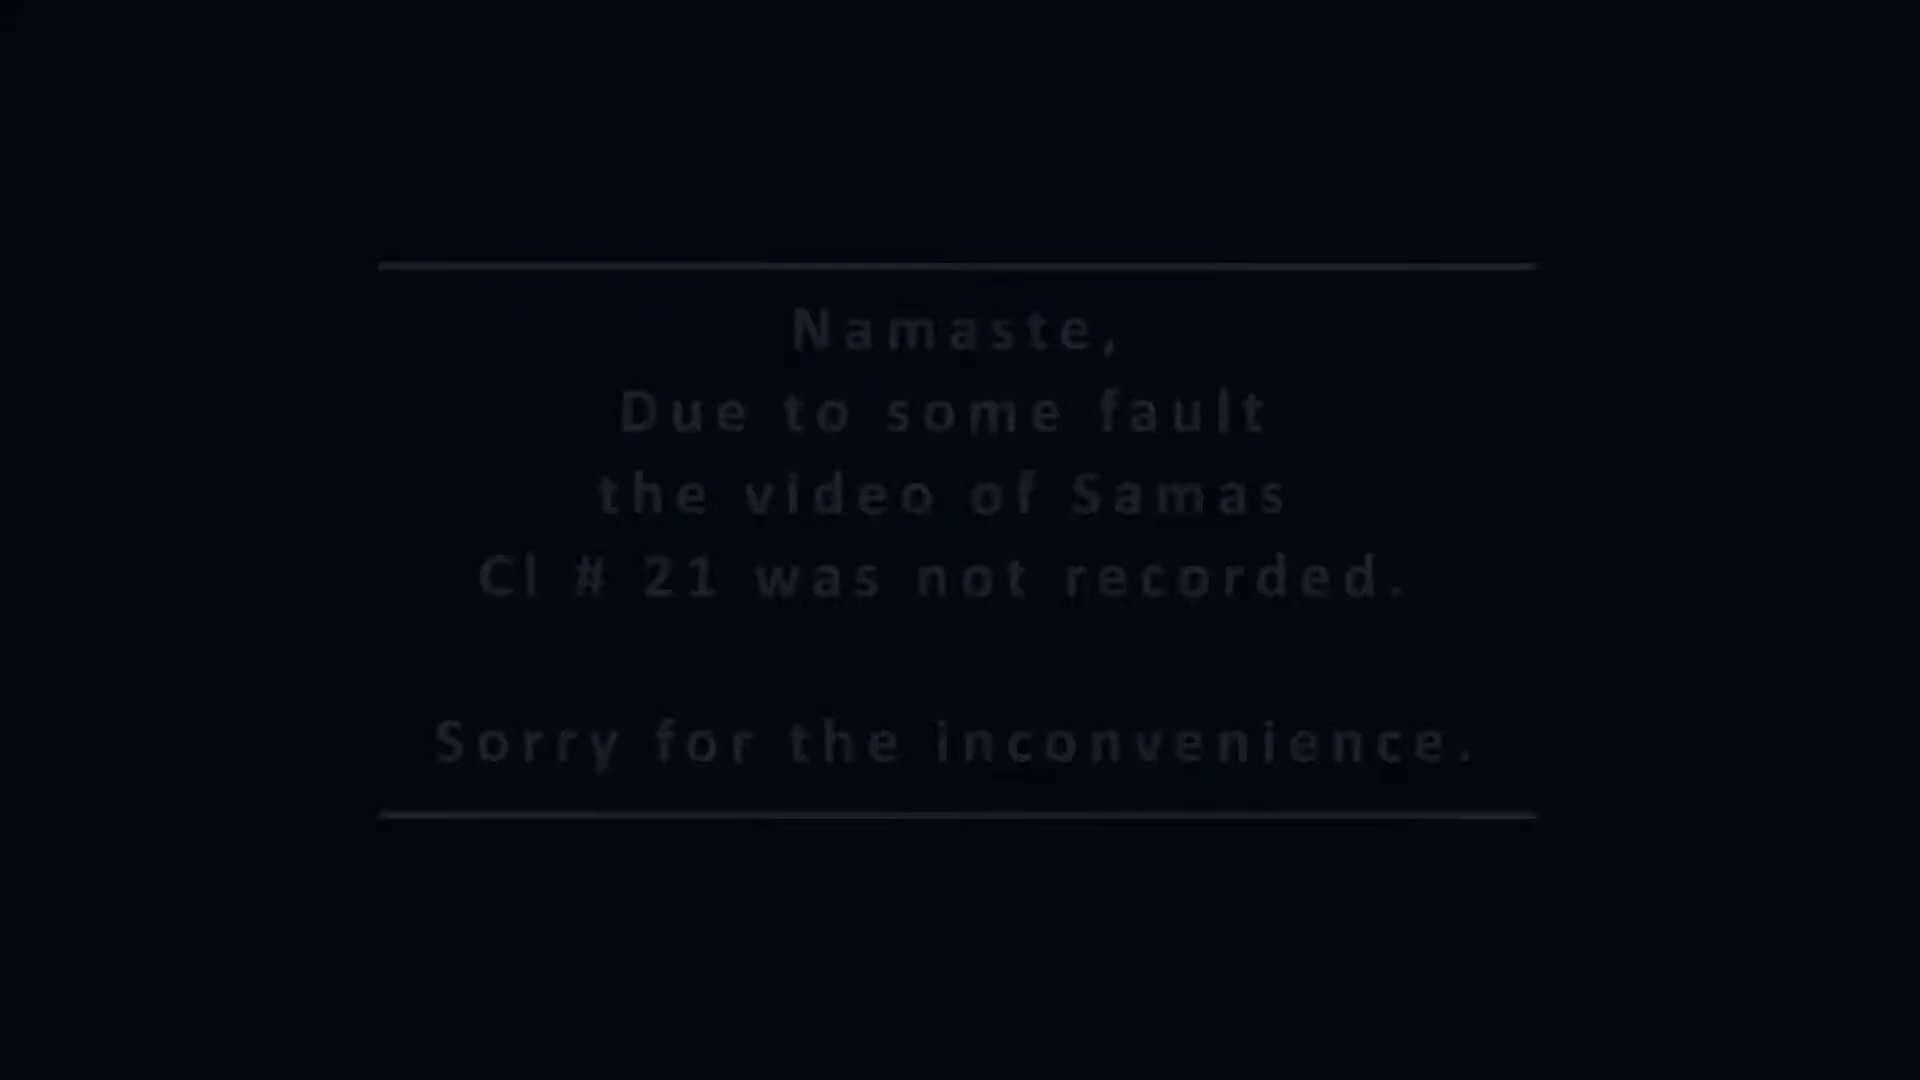 Namaste,
Due to some fault
the video of Samas
Cl # 21 was not recorded.
Sorry for the inconvenience.